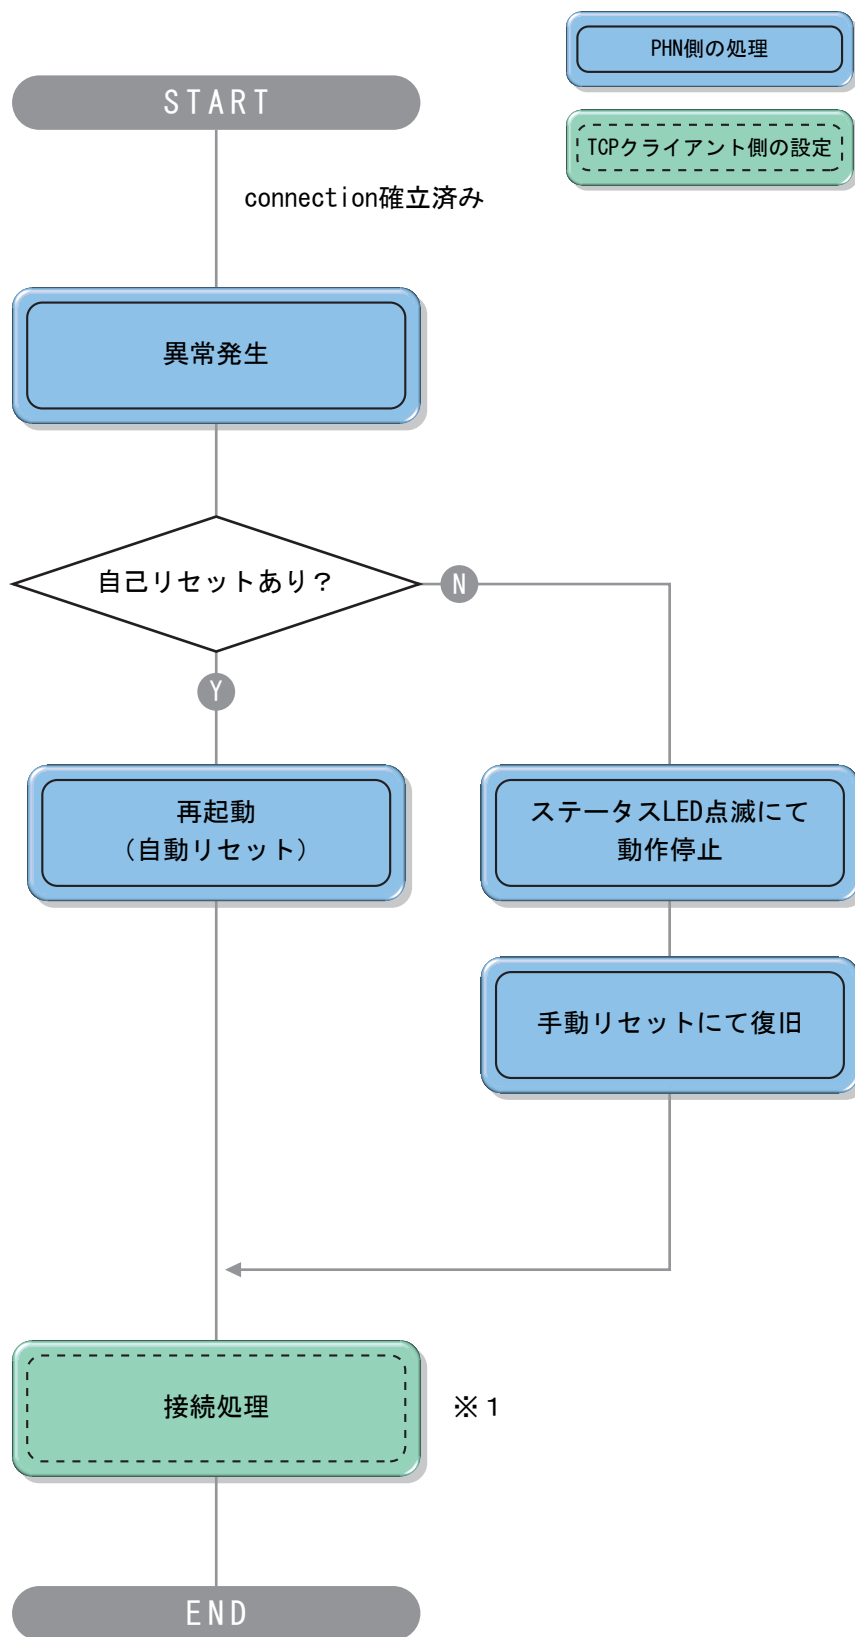 PHN側の処理
START
TCPクライアント側の設定
connection確立済み
異常発生
自己リセットあり？
N
Y
再起動
（自動リセット）
ステータスLED点滅にて
動作停止
手動リセットにて復旧
接続処理
※１
END